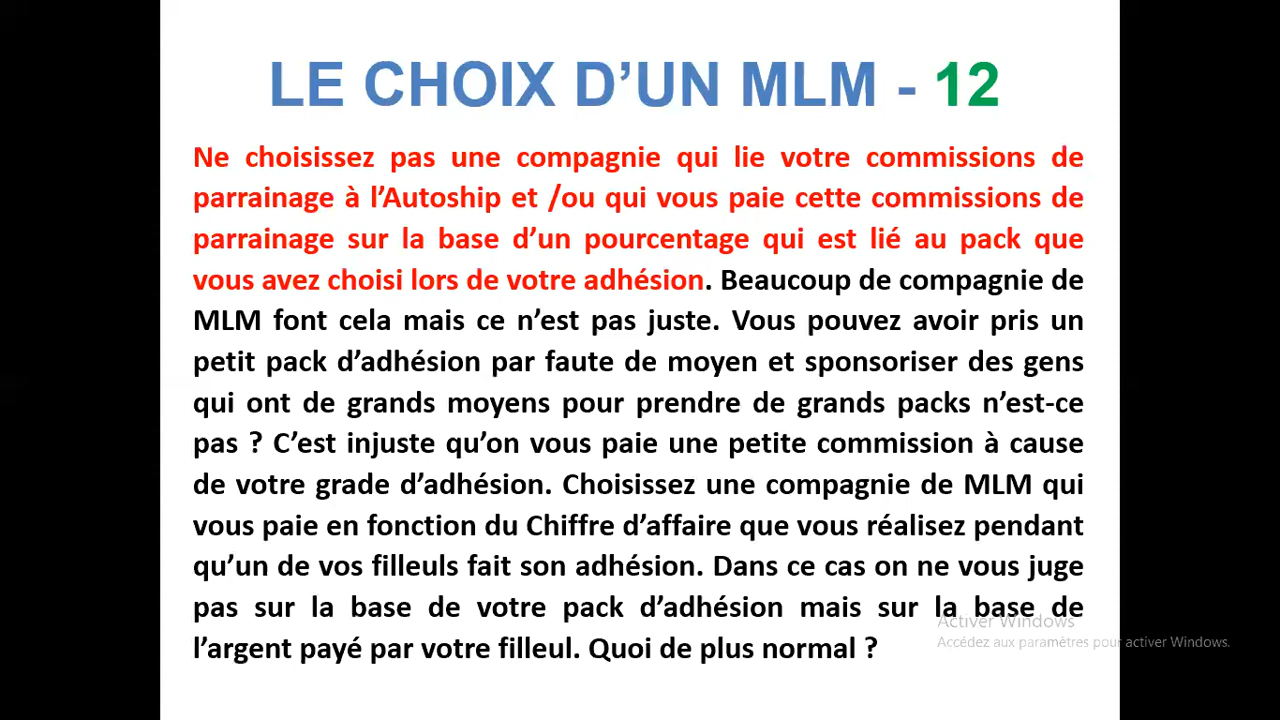 LE CHOIX D’UN MLM - 12
Ne choisissez pas une compagnie qui lie votre commissions de
parrainage à l’Autoship et /ou qui vous paie cette commissions de
parrainage sur la base d’un pourcentage qui est lié au pack que
vous avez choisi lors de votre adhésion. Beaucoup de compagnie de
MLM font cela mais ce n’est pas juste. Vous pouvez avoir pris un
petit pack d’adhésion par faute de moyen et sponsoriser des gens
qui ont de grands moyens pour prendre de grands packs n’est-ce
pas ? C’est injuste qu’on vous paie une petite commission à cause
de votre grade d’adhésion. Choisissez une compagnie de MLM qui
vous paie en fonction du Chiffre d’affaire que vous réalisez pendant
qu’un de vos filleuls fait son adhésion. Dans ce cas on ne vous juge
pas sur la base de votre pack d’adhésion mais sur la base de
l’argent payé par votre filleul. Quoi de plus normal ?
Activer Windows
Accédez aux paramètres pour activer Windows.